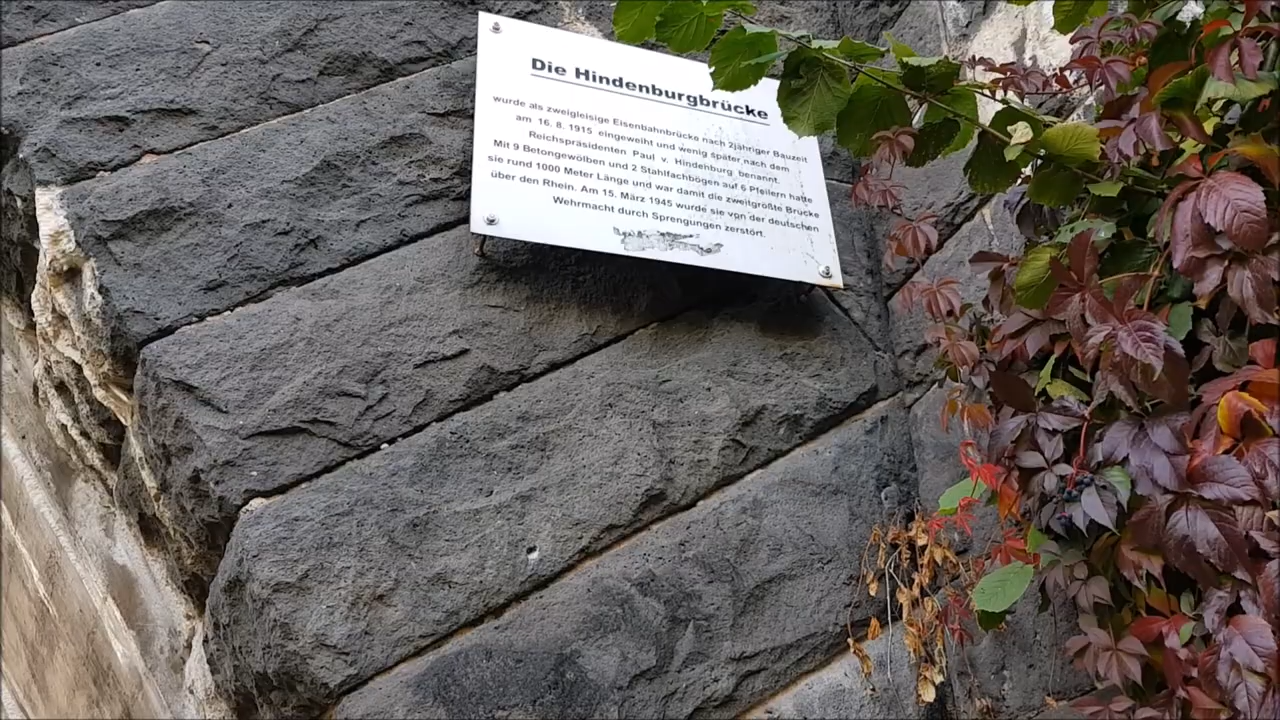 Die Hindenburgbrücke
wurde als zweigleisige Eisenbahnbrücke nach 2jähriger Bauzeit
am 16. 8. 1915 eingeweiht und wenig später nach dem
Reichspräsidenten Paul v. Hindenburg benannt.
Mit 9 Betongewölben und 2 Stahlfachbögen auf 6 Pfeilern hatte
sie rund 1000 Meter Länge und war damit die zweitgrößte Brücke
über den Rhein. Am 15. März 1945 wurde sie von der deutschen
Wehrmacht durch Sprengungen zerstört.